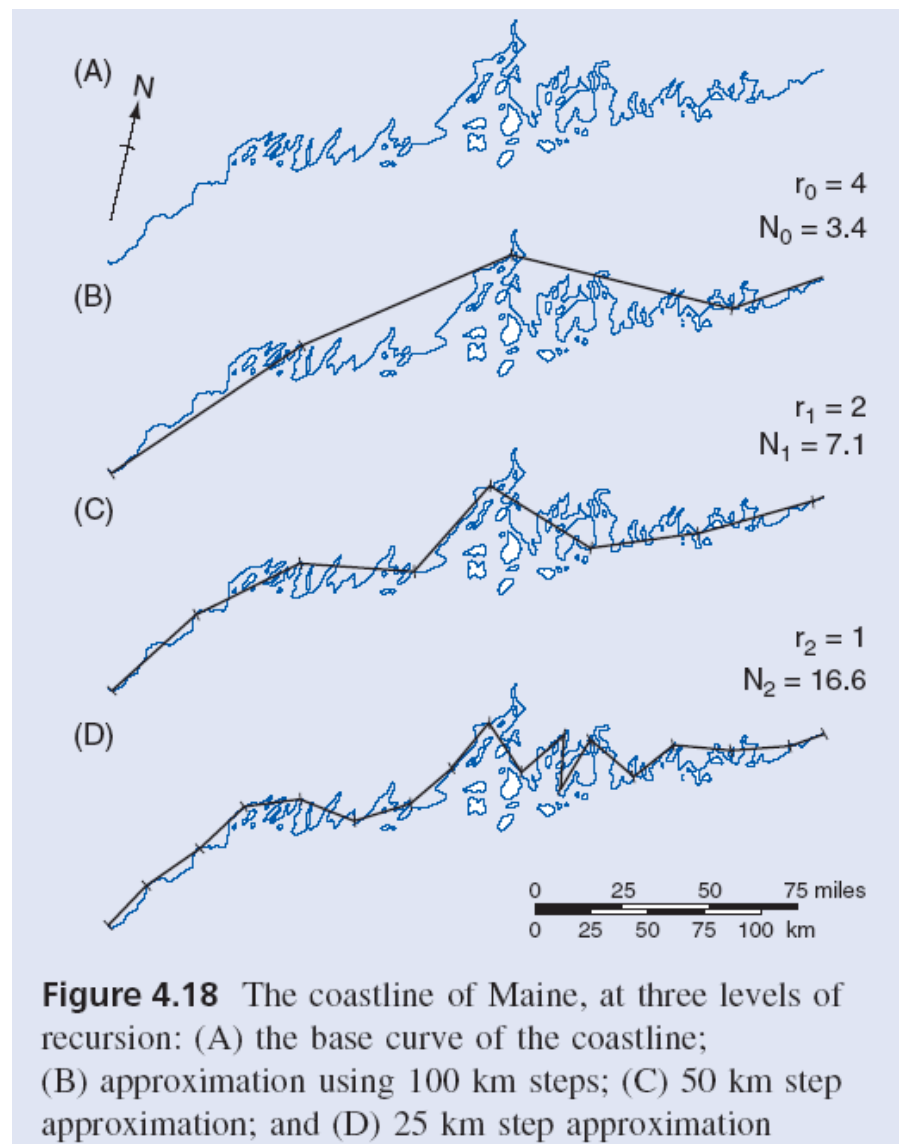 (A)
N
r₀ = 4
N₀ = 3.4
(B)
r₁ = 2
N₁ = 7.1
(C)
r₂ = 1
N₂ = 16.6
(D)
0 25 50 75 miles
0 25 50 75 100 km
Figure 4.18 The coastline of Maine, at three levels of
recursion: (A) the base curve of the coastline;
(B) approximation using 100 km steps; (C) 50 km step
approximation; and (D) 25 km step approximation